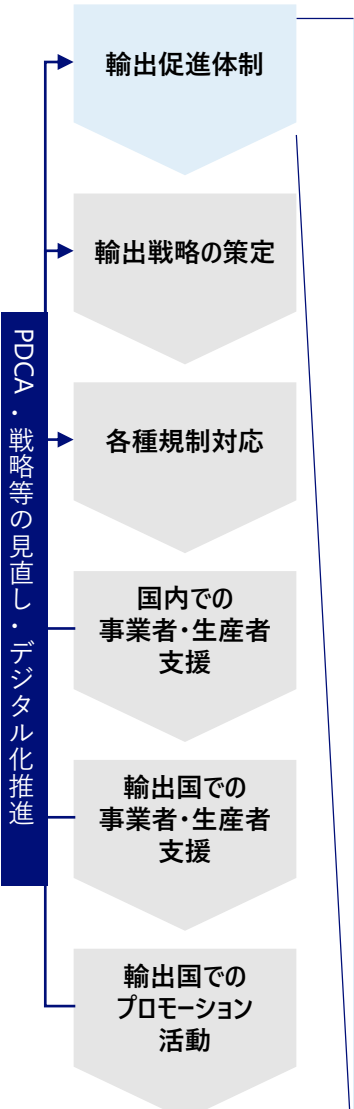 輸出促進体制
輸出戦略の策定
各種規制対応
国内での
事業者・生産者
支援
輸出国での
事業者・生産者
支援
輸出国での
プロモーション
活動
PDCA・戦略等の見直し・デジタル化推進